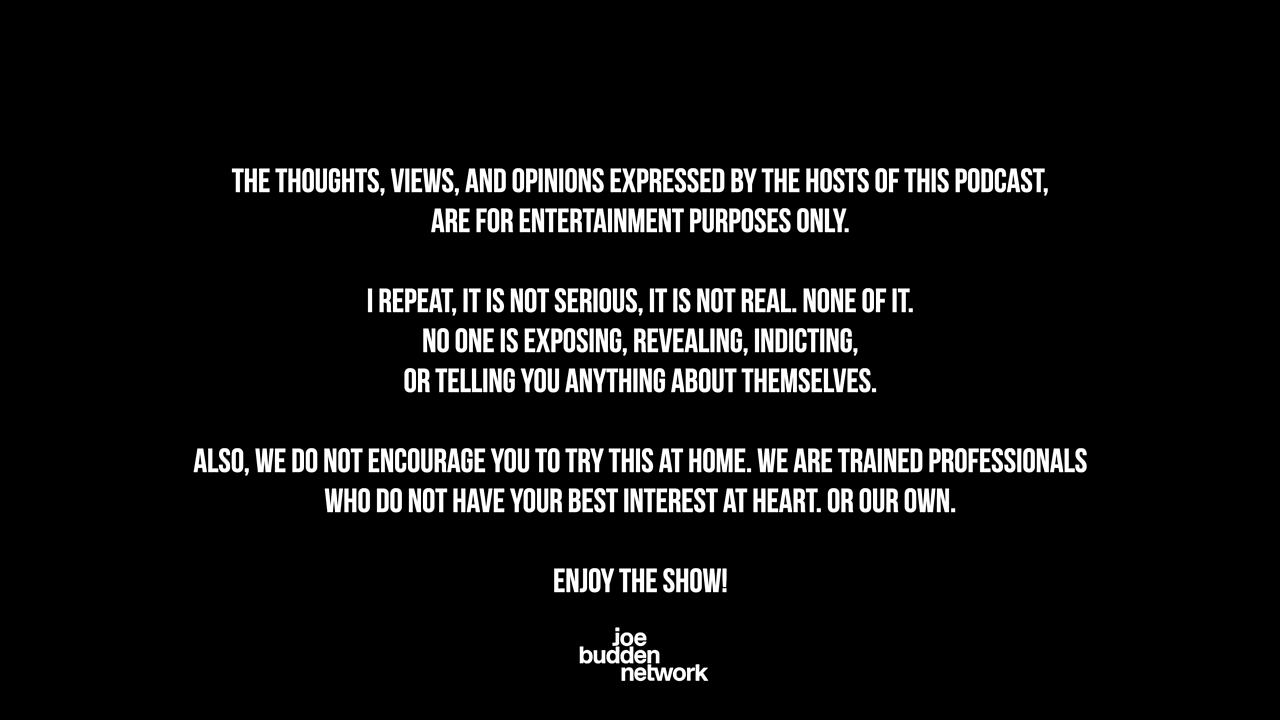 THE THOUGHTS, VIEWS, AND OPINIONS EXPRESSED BY THE HOSTS OF THIS PODCAST,
ARE FOR ENTERTAINMENT PURPOSES ONLY.
I REPEAT, IT IS NOT SERIOUS, IT IS NOT REAL. NONE OF IT.
NO ONE IS EXPOSING, REVEALING, INDICTING,
OR TELLING YOU ANYTHING ABOUT THEMSELVES.
ALSO, WE DO NOT ENCOURAGE YOU TO TRY THIS AT HOME. WE ARE TRAINED PROFESSIONALS
WHO DO NOT HAVE YOUR BEST INTEREST AT HEART. OR OUR OWN.
ENJOY THE SHOW!
joe
budden
network